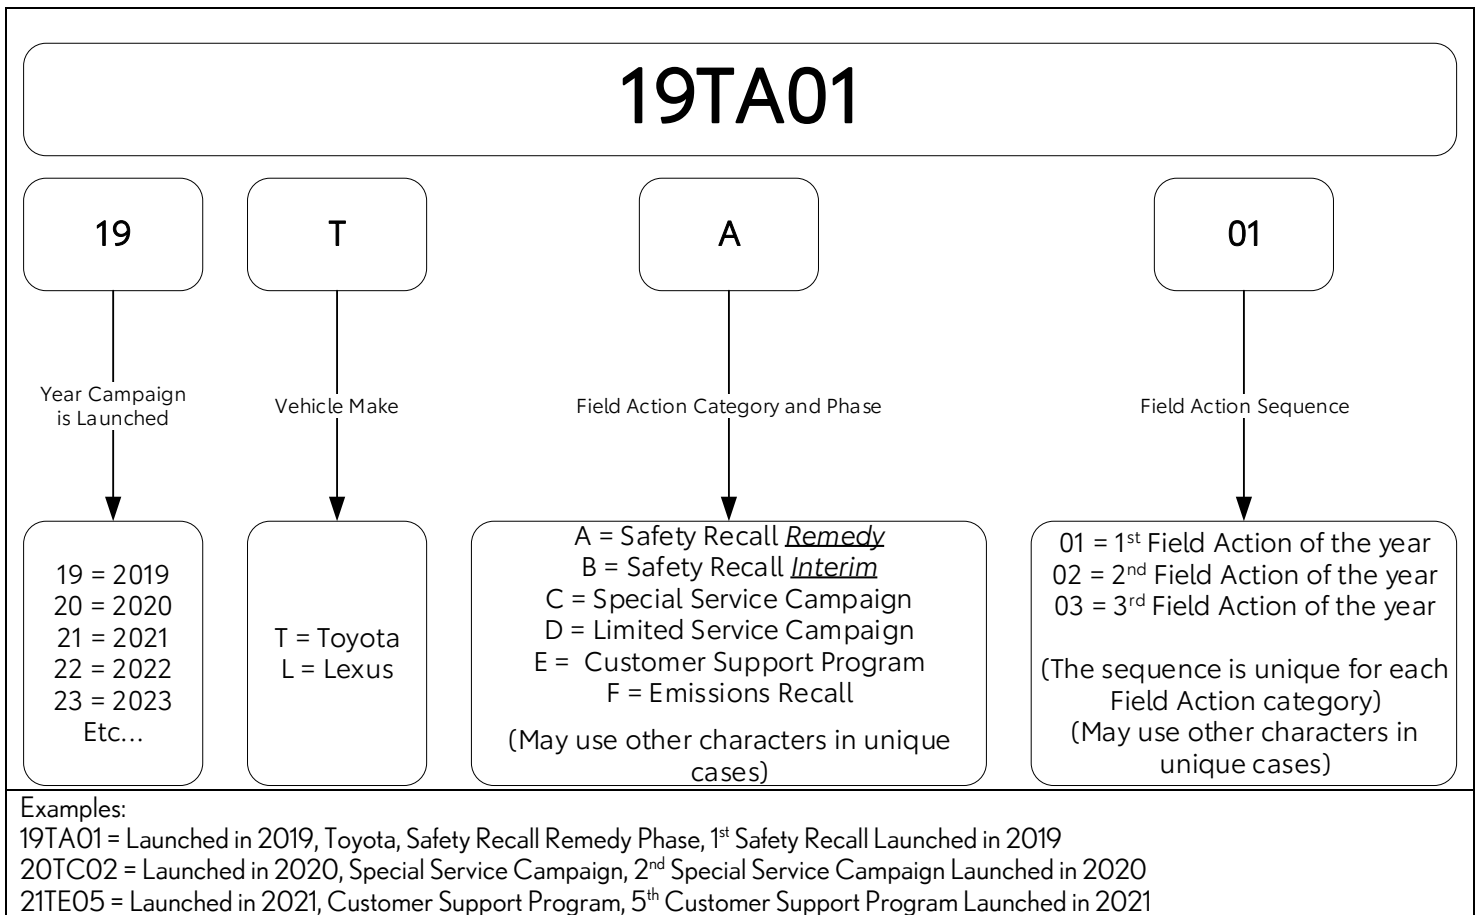 19TA01
19
T
A
01
Year Campaign
is Launched
Vehicle Make
Field Action Category and Phase
Field Action Sequence
19 = 2019
20 = 2020
21 = 2021
22 = 2022
23 = 2023
Etc...
T = Toyota
L = Lexus
A = Safety Recall Remedy
B = Safety Recall Interim
C = Special Service Campaign
D = Limited Service Campaign
E =  Customer Support Program
F = Emissions Recall
(May use other characters in unique
cases)
01 = 1st Field Action of the year
02 = 2nd Field Action of the year
03 = 3rd Field Action of the year
(The sequence is unique for each
Field Action category)
(May use other characters in
unique cases)
Examples:
19TA01 = Launched in 2019, Toyota, Safety Recall Remedy Phase, 1st Safety Recall Launched in 2019
20TC02 = Launched in 2020, Special Service Campaign, 2nd Special Service Campaign Launched in 2020
21TE05 = Launched in 2021, Customer Support Program, 5th Customer Support Program Launched in 2021